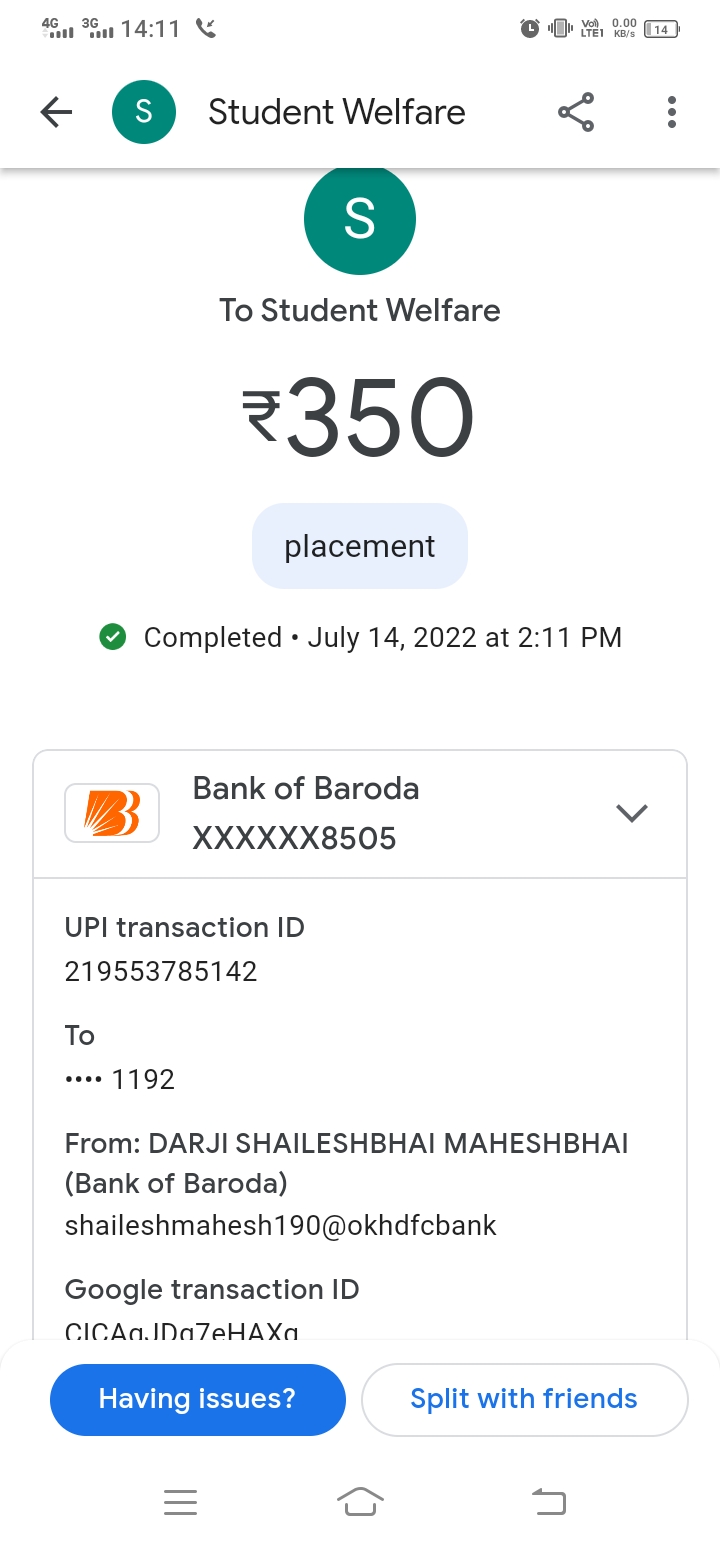 4G 3G 14:11 Vo) LTE1 0.00 KB/s 14
S Student Welfare
S
To Student Welfare
₹350
placement
Completed • July 14, 2022 at 2:11 PM
Bank of Baroda
XXXXXX8505
UPI transaction ID
219553785142
To
•••• 1192
From: DARJI SHAILESHBHAI MAHESHBHAI
(Bank of Baroda)
shaileshmahesh190@okhdfcbank
Google transaction ID
Having issues? Split with friends